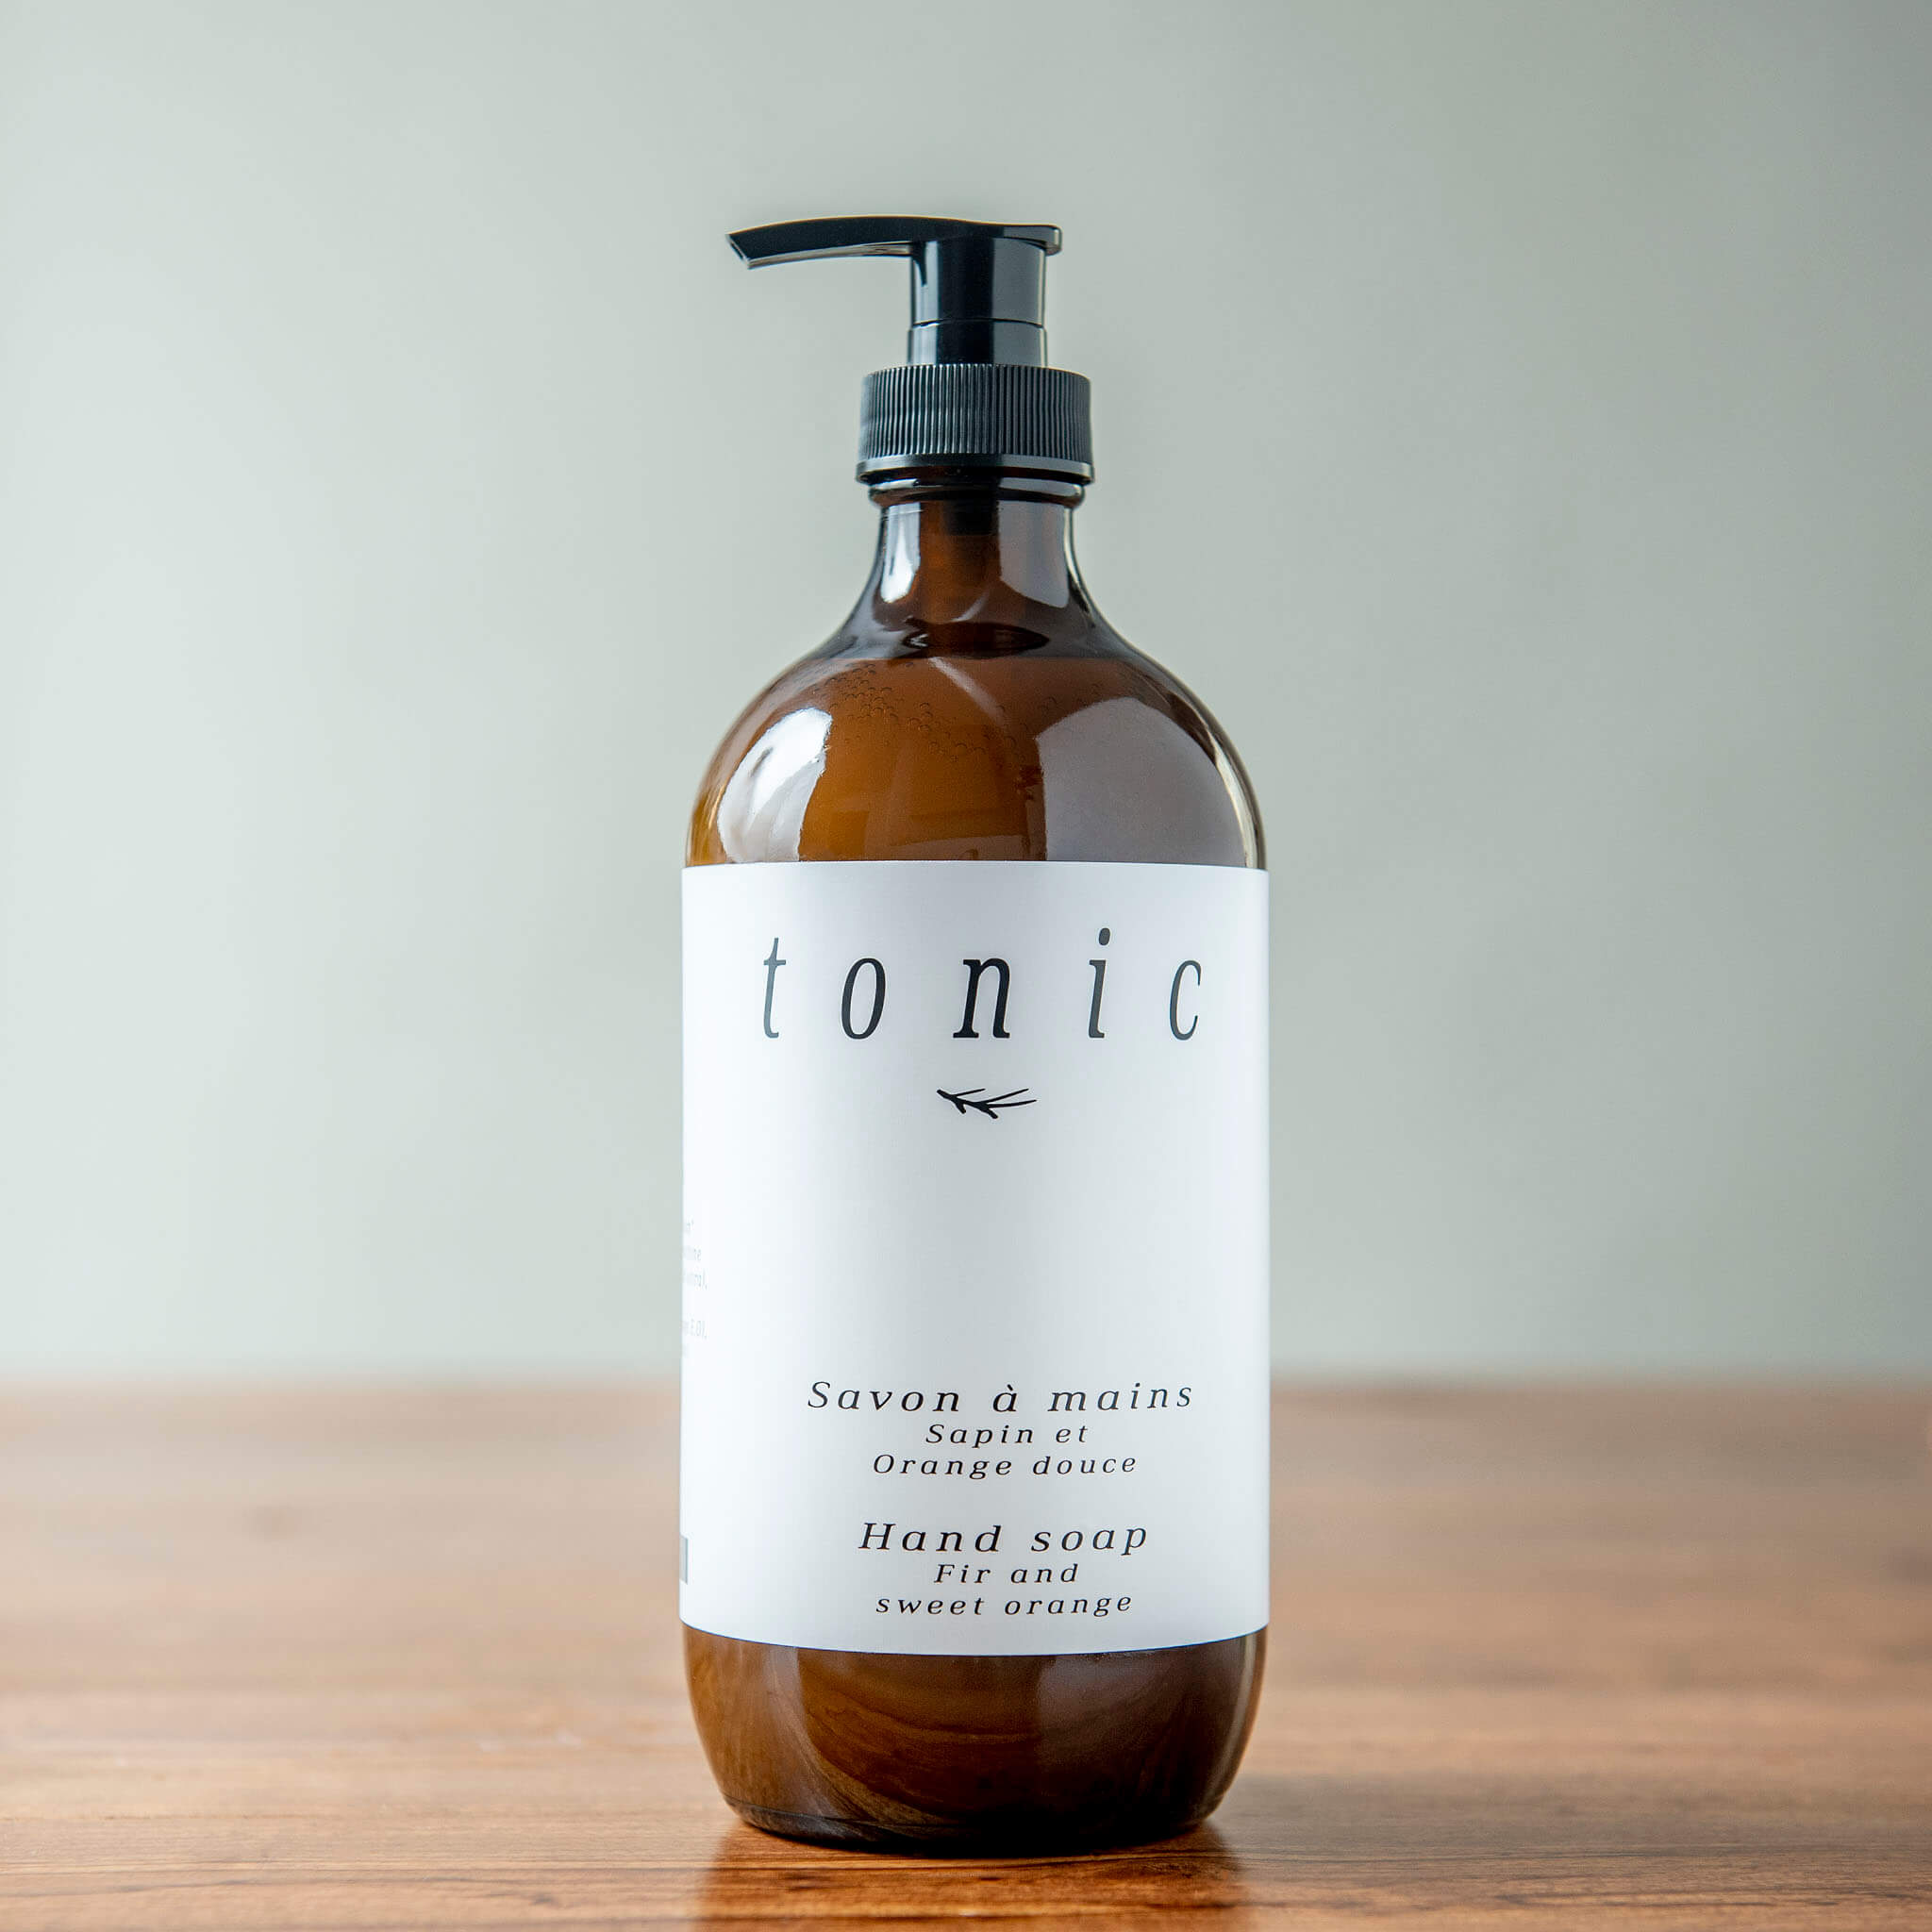 tonic
Savon à mains
Sapin et
Orange douce
Hand soap
Fir and
sweet orange